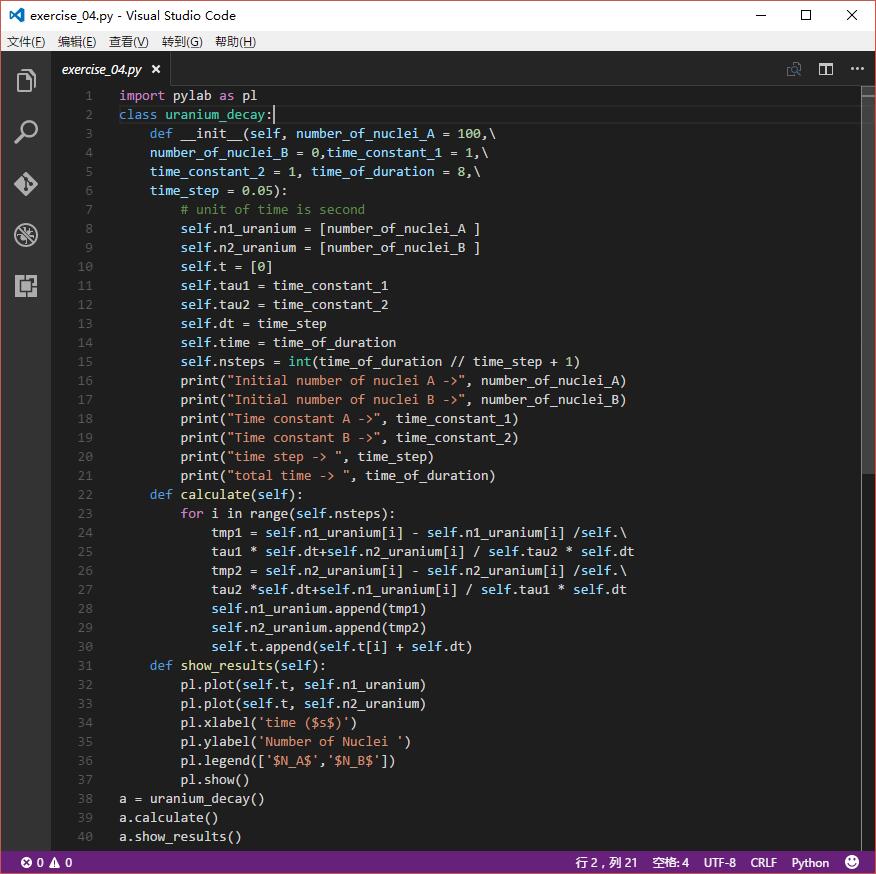 exercise_04.py - Visual Studio Code
文件(F) 编辑(E) 查看(V) 转到(G) 帮助(H)
exercise_04.py
1 import pylab as pl
2 class uranium_decay:
3 def __init__(self, number_of_nuclei_A = 100,\
4 number_of_nuclei_B = 0,time_constant_1 = 1,\
5 time_constant_2 = 1, time_of_duration = 8,\
6 time_step = 0.05):
7 # unit of time is second
8 self.n1_uranium = [number_of_nuclei_A ]
9 self.n2_uranium = [number_of_nuclei_B ]
10 self.t = [0]
11 self.tau1 = time_constant_1
12 self.tau2 = time_constant_2
13 self.dt = time_step
14 self.time = time_of_duration
15 self.nsteps = int(time_of_duration // time_step + 1)
16 print("Initial number of nuclei A ->", number_of_nuclei_A)
17 print("Initial number of nuclei B ->", number_of_nuclei_B)
18 print("Time constant A ->", time_constant_1)
19 print("Time constant B ->", time_constant_2)
20 print("time step -> ", time_step)
21 print("total time -> ", time_of_duration)
22 def calculate(self):
23 for i in range(self.nsteps):
24 tmp1 = self.n1_uranium[i] - self.n1_uranium[i] /self.\
25 tau1 * self.dt+self.n2_uranium[i] / self.tau2 * self.dt
26 tmp2 = self.n2_uranium[i] - self.n2_uranium[i] /self.\
27 tau2 *self.dt+self.n1_uranium[i] / self.tau1 * self.dt
28 self.n1_uranium.append(tmp1)
29 self.n2_uranium.append(tmp2)
30 self.t.append(self.t[i] + self.dt)
31 def show_results(self):
32 pl.plot(self.t, self.n1_uranium)
33 pl.plot(self.t, self.n2_uranium)
34 pl.xlabel('time ($s$)')
35 pl.ylabel('Number of Nuclei ')
36 pl.legend(['$N_A$','$N_B$'])
37 pl.show()
38 a = uranium_decay()
39 a.calculate()
40 a.show_results()
0 0 行 2，列 21 空格: 4 UTF-8 CRLF Python